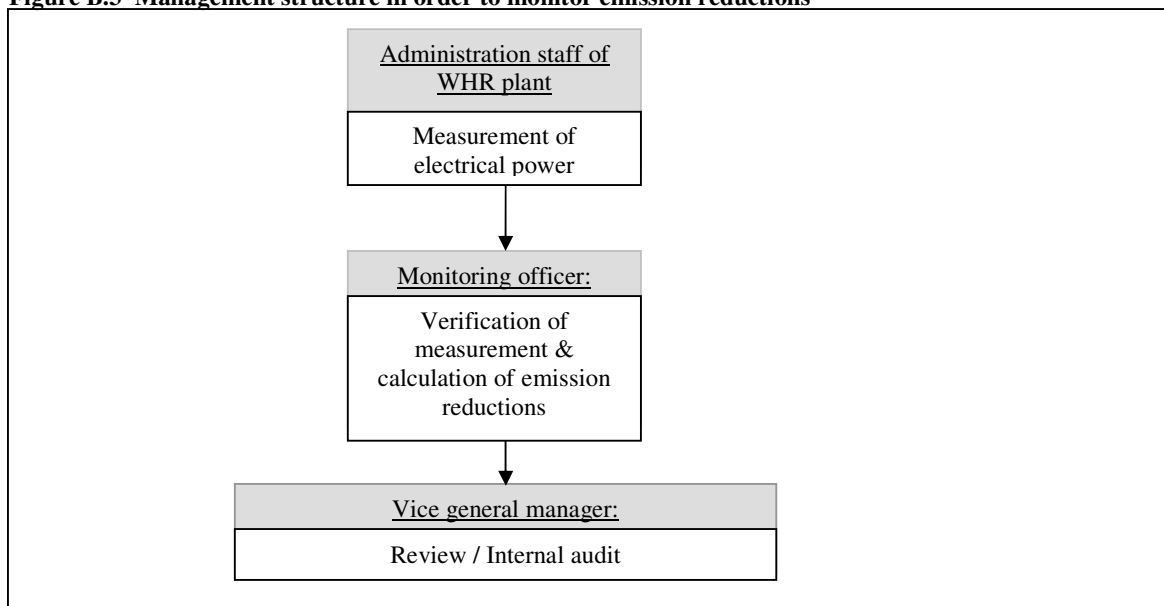 Figure B.3 Management structure in order to monitor emission reductions
Administration staff of
WHR plant
Measurement of
electrical power
Monitoring officer:
Verification of
measurement &
calculation of emission
reductions
Vice general manager:
Review / Internal audit